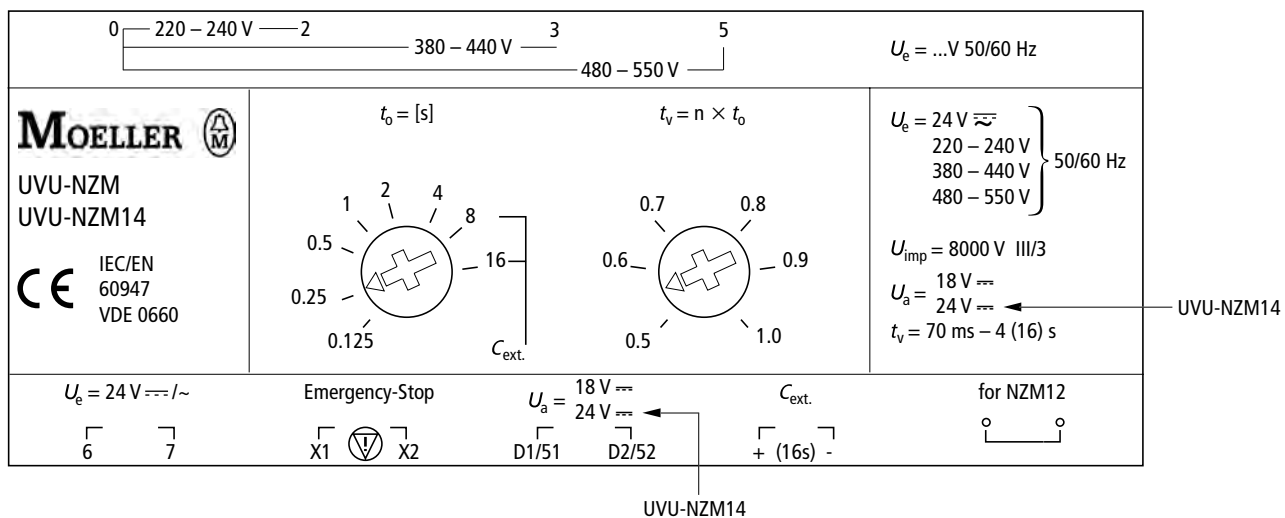 0 220 – 240 V 2
380 – 440 V 3
480 – 550 V 5
Ue = ...V 50/60 Hz
MOELLER M
UVU-NZM
UVU-NZM14
CE IEC/EN
60947
VDE 0660
to = [s]
0.125
0.25
0.5
1
2
4
8
16
Cext.
tv = n × to
0.5
0.6
0.7
0.8
0.9
1.0
Ue = 24 V
220 – 240 V
380 – 440 V
480 – 550 V
50/60 Hz
Uimp = 8000 V III/3
Ua = 18 V
24 V
UVU-NZM14
tv = 70 ms – 4 (16) s
Ue = 24 V /~
6 7
Emergency-Stop
X1 X2
Ua = 18 V
24 V
D1/51 D2/52
Cext.
+ (16s) -
for NZM12
UVU-NZM14